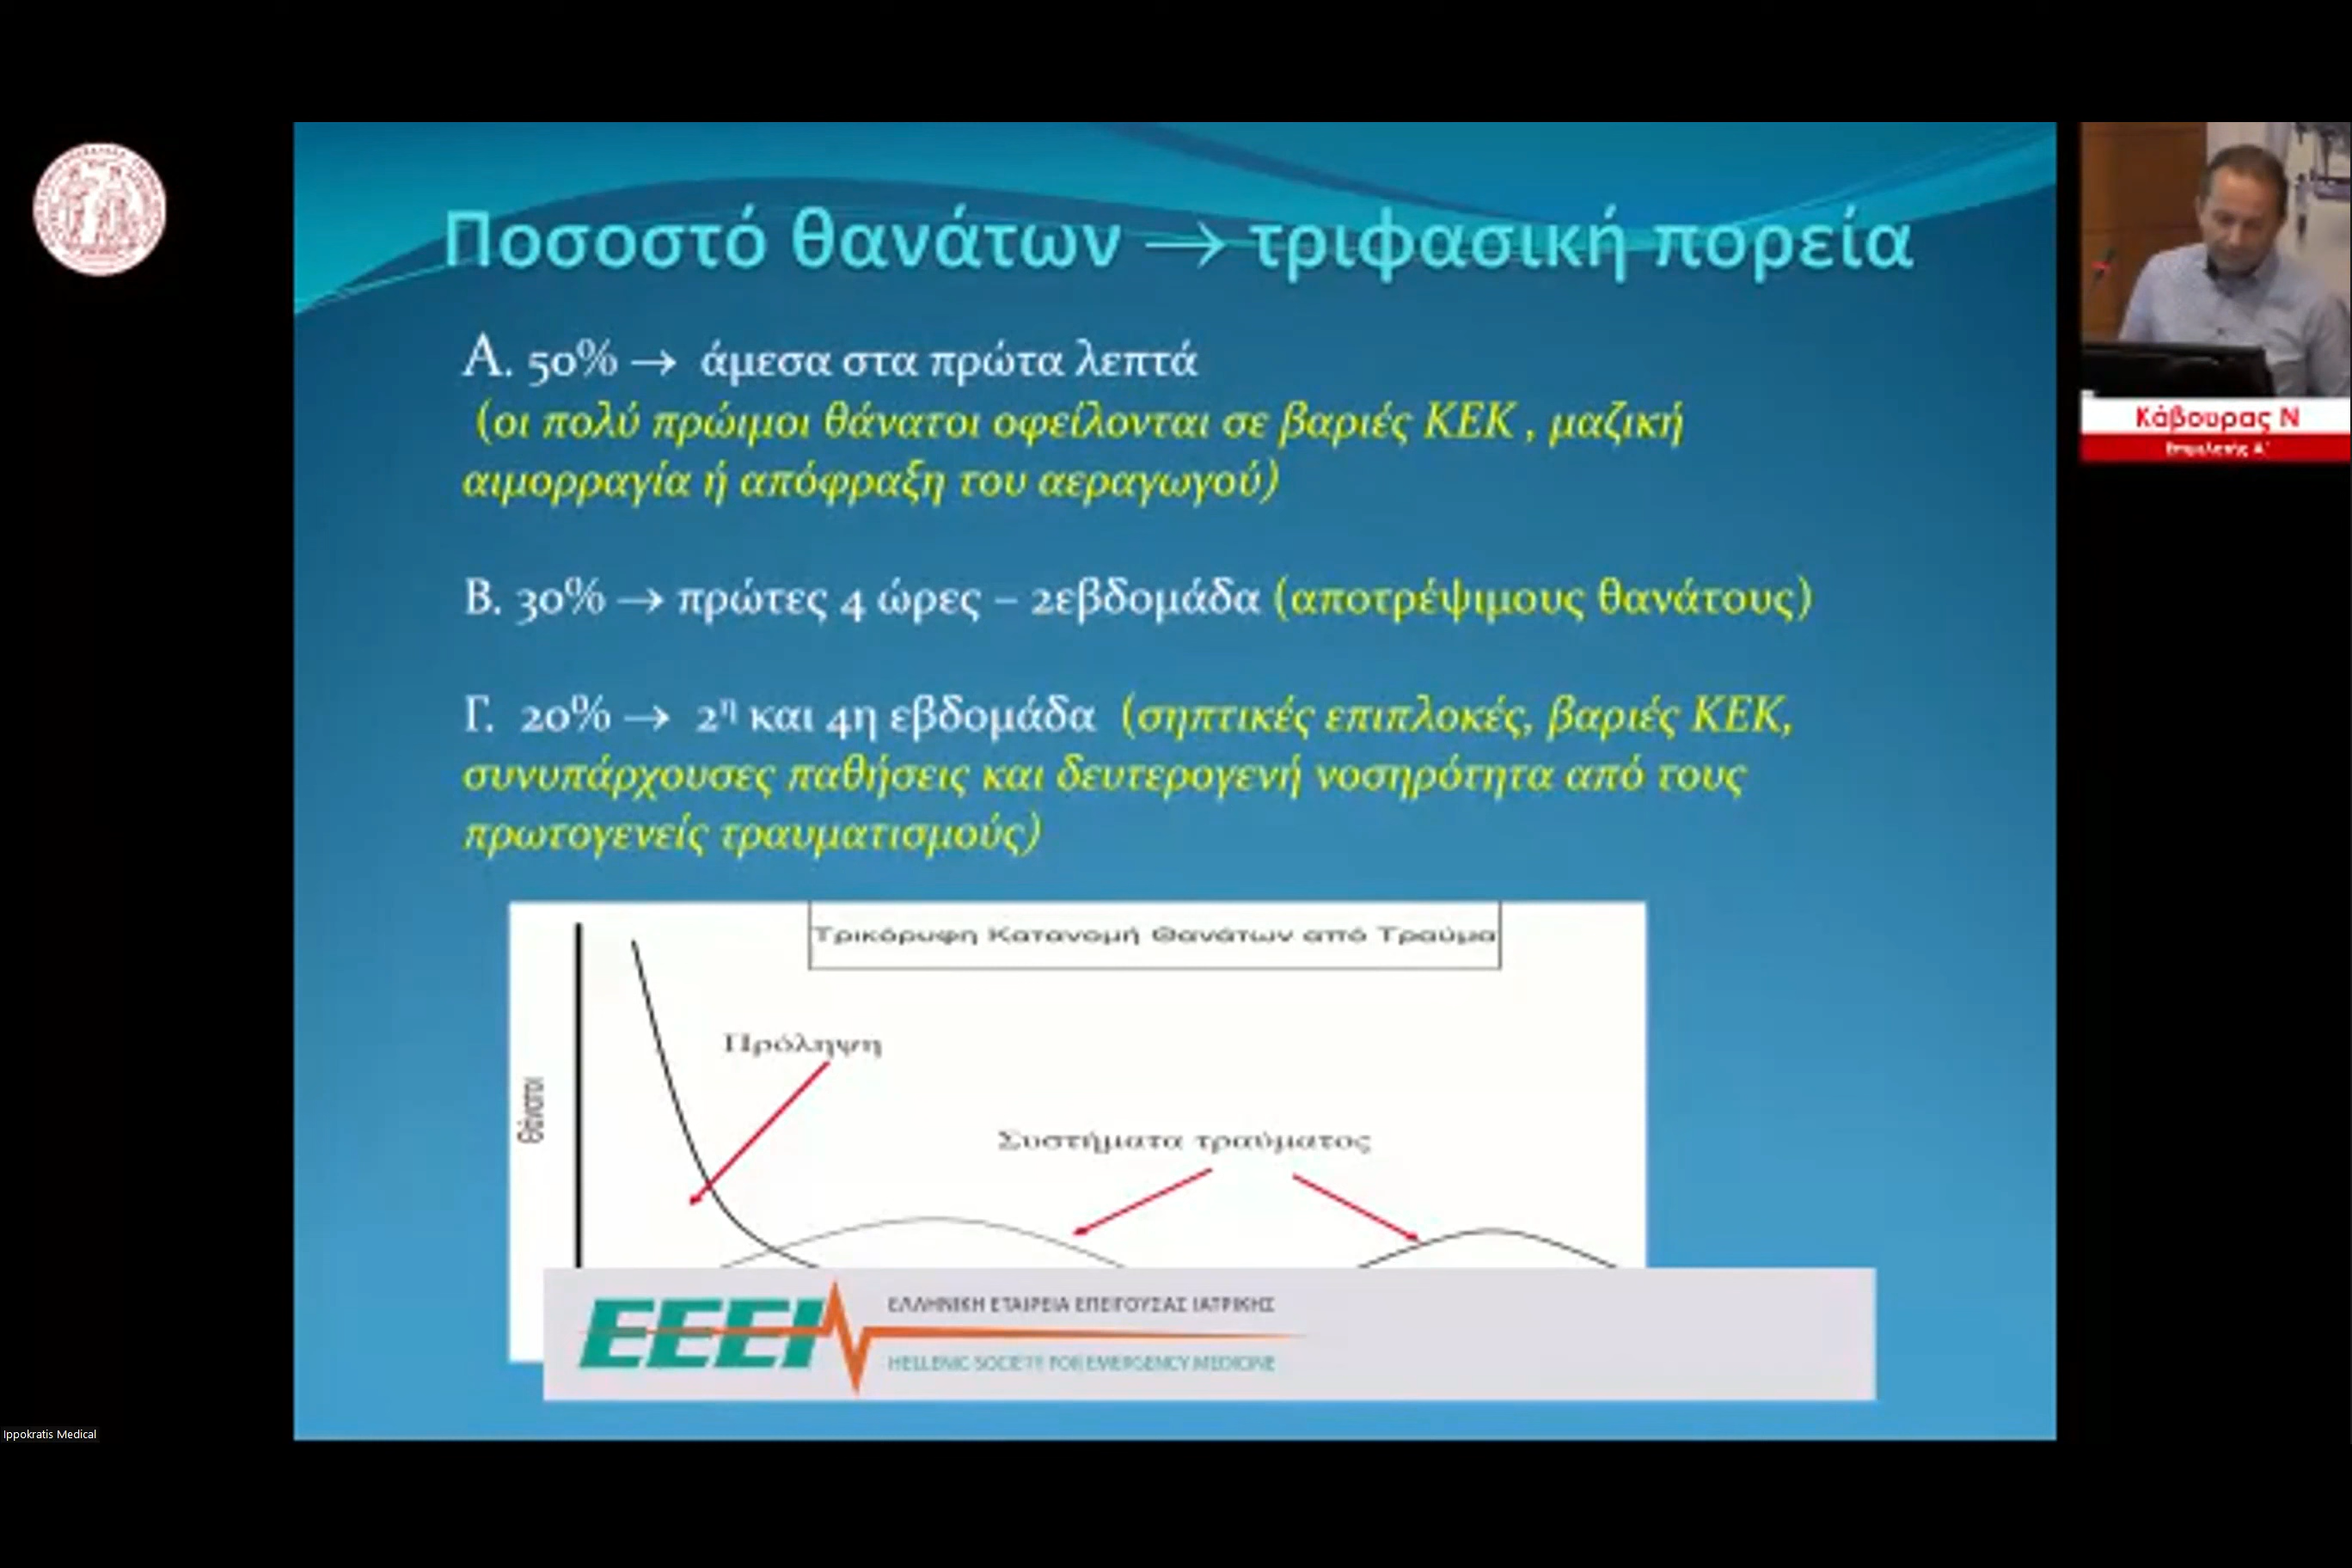 Ποσοστό θανάτων → τριφασική πορεία
Α. 50% → άμεσα στα πρώτα λεπτά
(οι πολύ πρώιμοι θάνατοι οφείλονται σε βαριές ΚΕΚ , μαζική
αιμορραγία ή απόφραξη του αεραγωγού)
Β. 30% → πρώτες 4 ώρες – 2εβδομάδα (αποτρέψιμους θανάτους)
Γ. 20% → 2η και 4η εβδομάδα (σηπτικές επιπλοκές, βαριές ΚΕΚ,
συνυπάρχουσες παθήσεις και δευτερογενή νοσηρότητα από τους
πρωτογενείς τραυματισμούς)
Τρικόρυφη Κατανομή Θανάτων από Τραύμα
Πρόληψη
Θάνατοι
Συστήματα τραύματος
ΕΕΕΙ
ΕΛΛΗΝΙΚΗ ΕΤΑΙΡΕΙΑ ΕΠΕΙΓΟΥΣΑΣ ΙΑΤΡΙΚΗΣ
HELLENIC SOCIETY FOR EMERGENCY MEDICINE
Κάβουρας Ν
Επιμελητής Α'
Ippokratis Medical